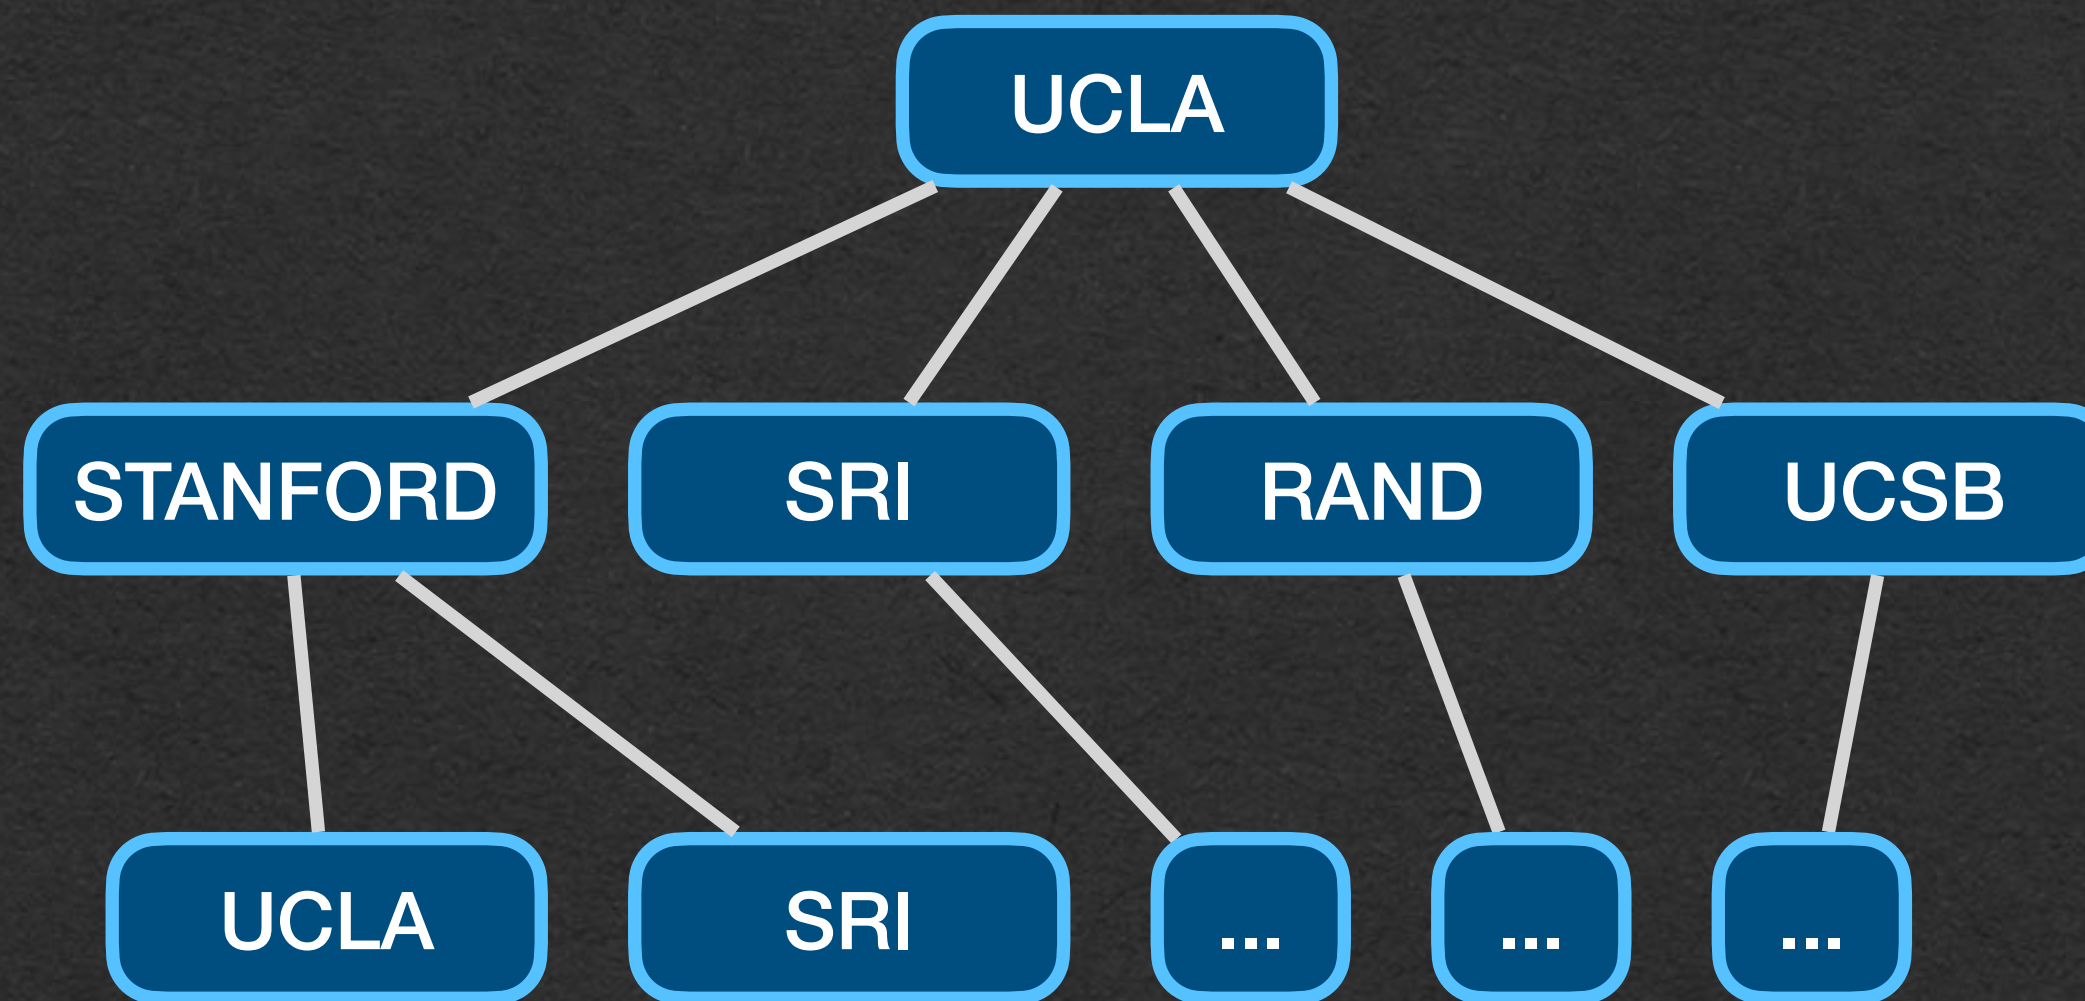 UCLA
STANFORD SRI RAND UCSB
UCLA SRI ... ... ...